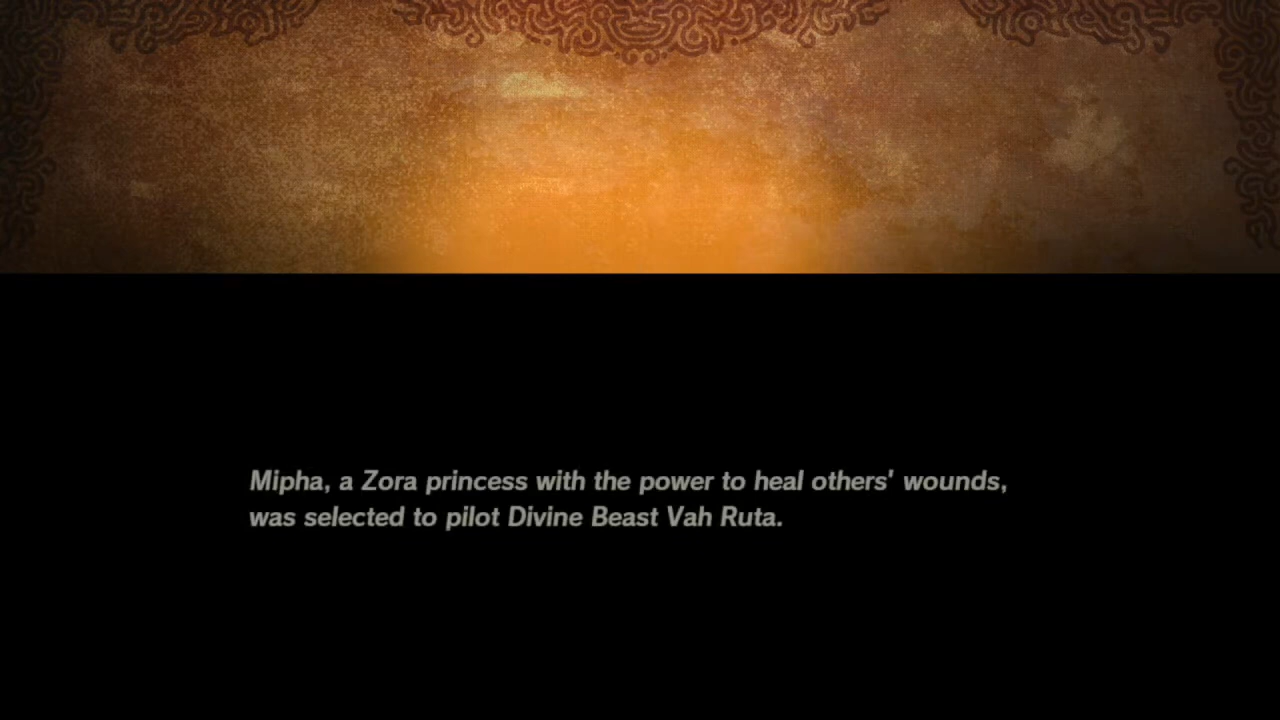 Mipha, a Zora princess with the power to heal others' wounds,
was selected to pilot Divine Beast Vah Ruta.